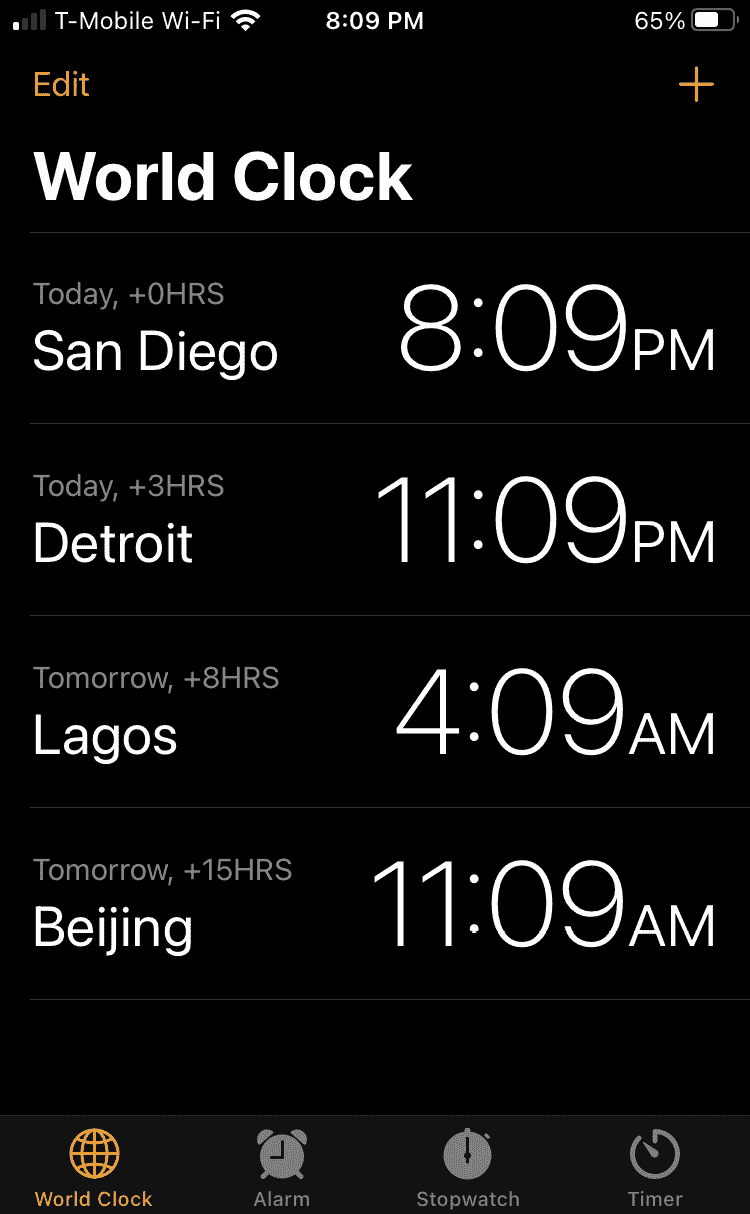 T-Mobile Wi-Fi 8:09 PM 65%
Edit +
World Clock
Today, +0HRS
San Diego 8:09PM
Today, +3HRS
Detroit 11:09PM
Tomorrow, +8HRS
Lagos 4:09AM
Tomorrow, +15HRS
Beijing 11:09AM
World Clock Alarm Stopwatch Timer